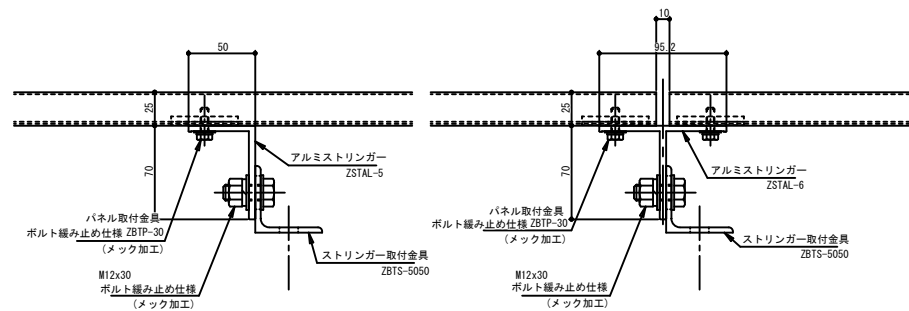 50
25
70
アルミストリンガー
ZSTAL-5
パネル取付金具
ボルト緩み止め仕様 ZBTP-30
(メック加工)
ストリンガー取付金具
ZBTS-5050
M12x30
ボルト緩み止め仕様
(メック加工)
10
95.2
25
70
アルミストリンガー
ZSTAL-6
パネル取付金具
ボルト緩み止め仕様 ZBTP-30
(メック加工)
ストリンガー取付金具
ZBTS-5050
M12x30
ボルト緩み止め仕様
(メック加工)